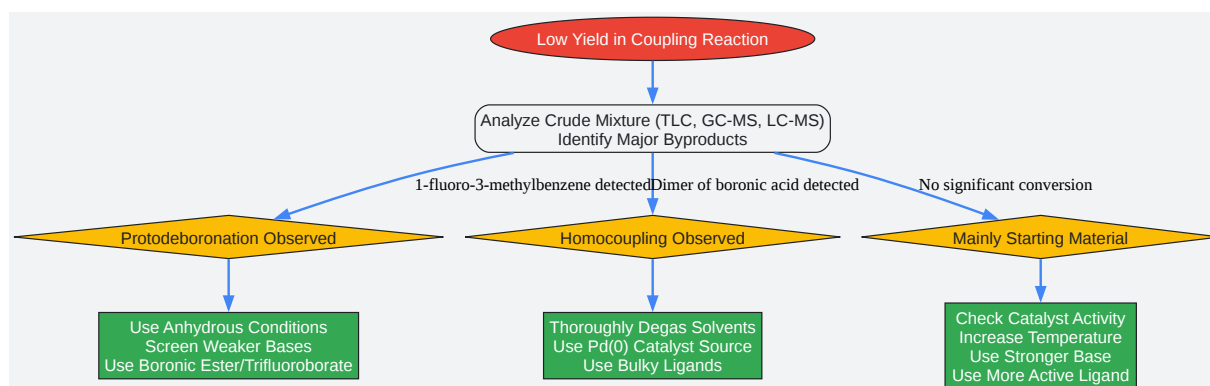 Low Yield in Coupling Reaction
Analyze Crude Mixture (TLC, GC-MS, LC-MS)
Identify Major Byproducts
1-fluoro-3-methylbenzene detected
Dimer of boronic acid detected
No significant conversion
Protodeboronation Observed
Homocoupling Observed
Mainly Starting Material
Use Anhydrous Conditions
Screen Weaker Bases
Use Boronic Ester/Trifluoroborate
Thoroughly Degas Solvents
Use Pd(0) Catalyst Source
Use Bulky Ligands
Check Catalyst Activity
Increase Temperature
Use Stronger Base
Use More Active Ligand